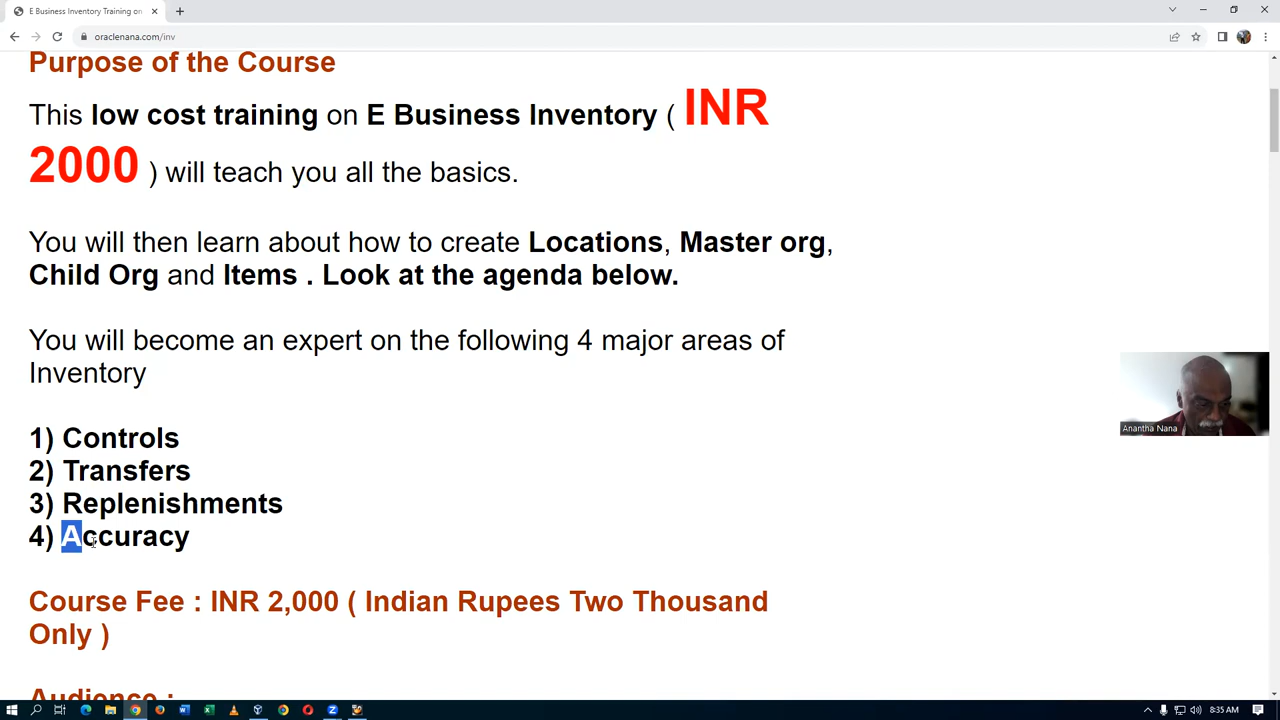 E Business Inventory Training on
oraclenana.com/inv
Purpose of the Course
This low cost training on E Business Inventory ( INR
2000 ) will teach you all the basics.
You will then learn about how to create Locations, Master org,
Child Org and Items . Look at the agenda below.
You will become an expert on the following 4 major areas of
Inventory
1) Controls
2) Transfers
3) Replenishments
4) Accuracy
Anantha Nana
Course Fee : INR 2,000 ( Indian Rupees Two Thousand
Only )
Audience :
8:35 AM